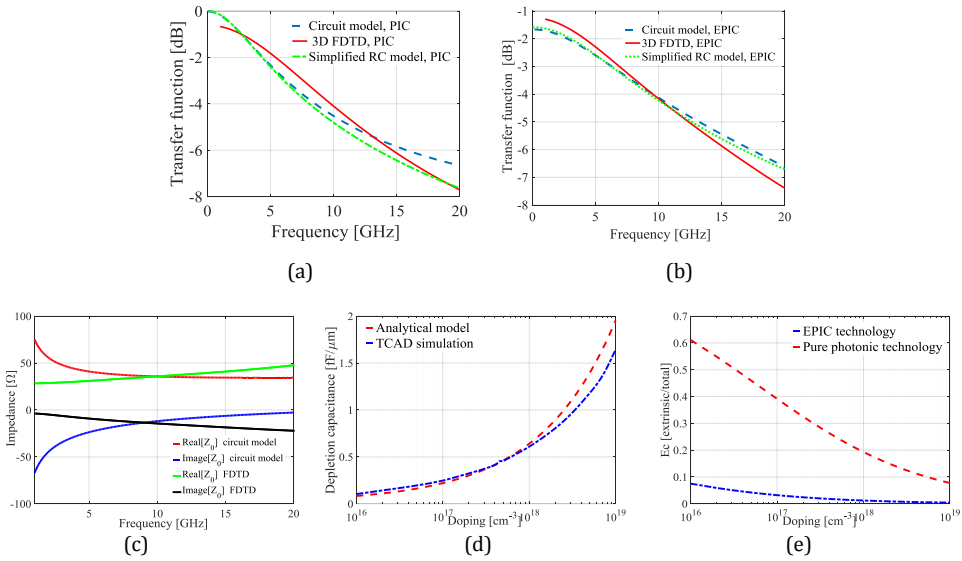 0
-2
-4
-6
-8
Transfer function [dB]
Circuit model, PIC
3D FDTD, PIC
Simplified RC model, PIC
0 5 10 15 20
Frequency [GHz]
(a)
-1
-2
-3
-4
-5
-6
-7
-8
Transfer function [dB]
Circuit model, EPIC
3D FDTD, EPIC
Simplified RC model, EPIC
0 5 10 15 20
Frequency [GHz]
(b)
100
50
0
-50
-100
Impedance [Ω]
Real[Z_0] circuit model
Image[Z_0] circuit model
Real[Z_0] FDTD
Image[Z_0] FDTD
5 10 15 20
Frequency [GHz]
(c)
2
1.5
1
0.5
0
Depletion capacitance [fF/μm]
Analytical model
TCAD simulation
10^16 10^17 10^18 10^19
Doping [cm^-3]
(d)
0.7
0.6
0.5
0.4
0.3
0.2
0.1
0
Ec [extrinsic/total]
EPIC technology
Pure photonic technology
10^16 10^17 10^18 10^19
Doping [cm^-3]
(e)